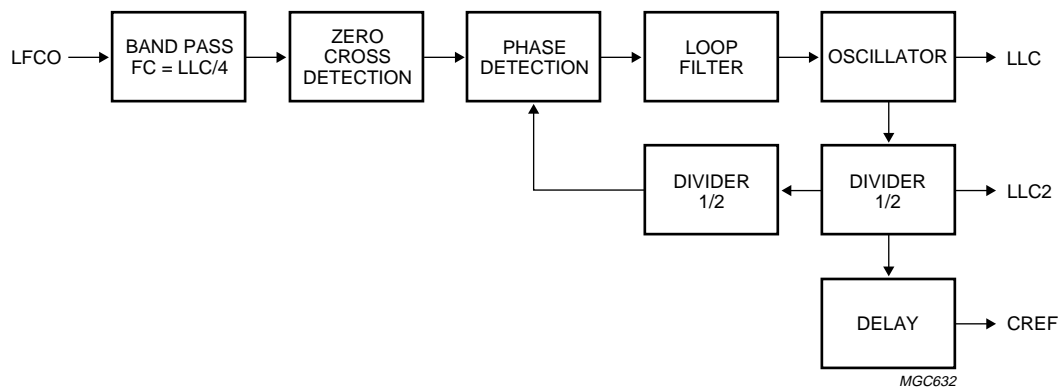 LFCO
BAND PASS
FC = LLC/4
ZERO
CROSS
DETECTION
PHASE
DETECTION
LOOP
FILTER
OSCILLATOR
LLC
DIVIDER
1/2
DIVIDER
1/2
LLC2
DELAY
CREF
MGC632